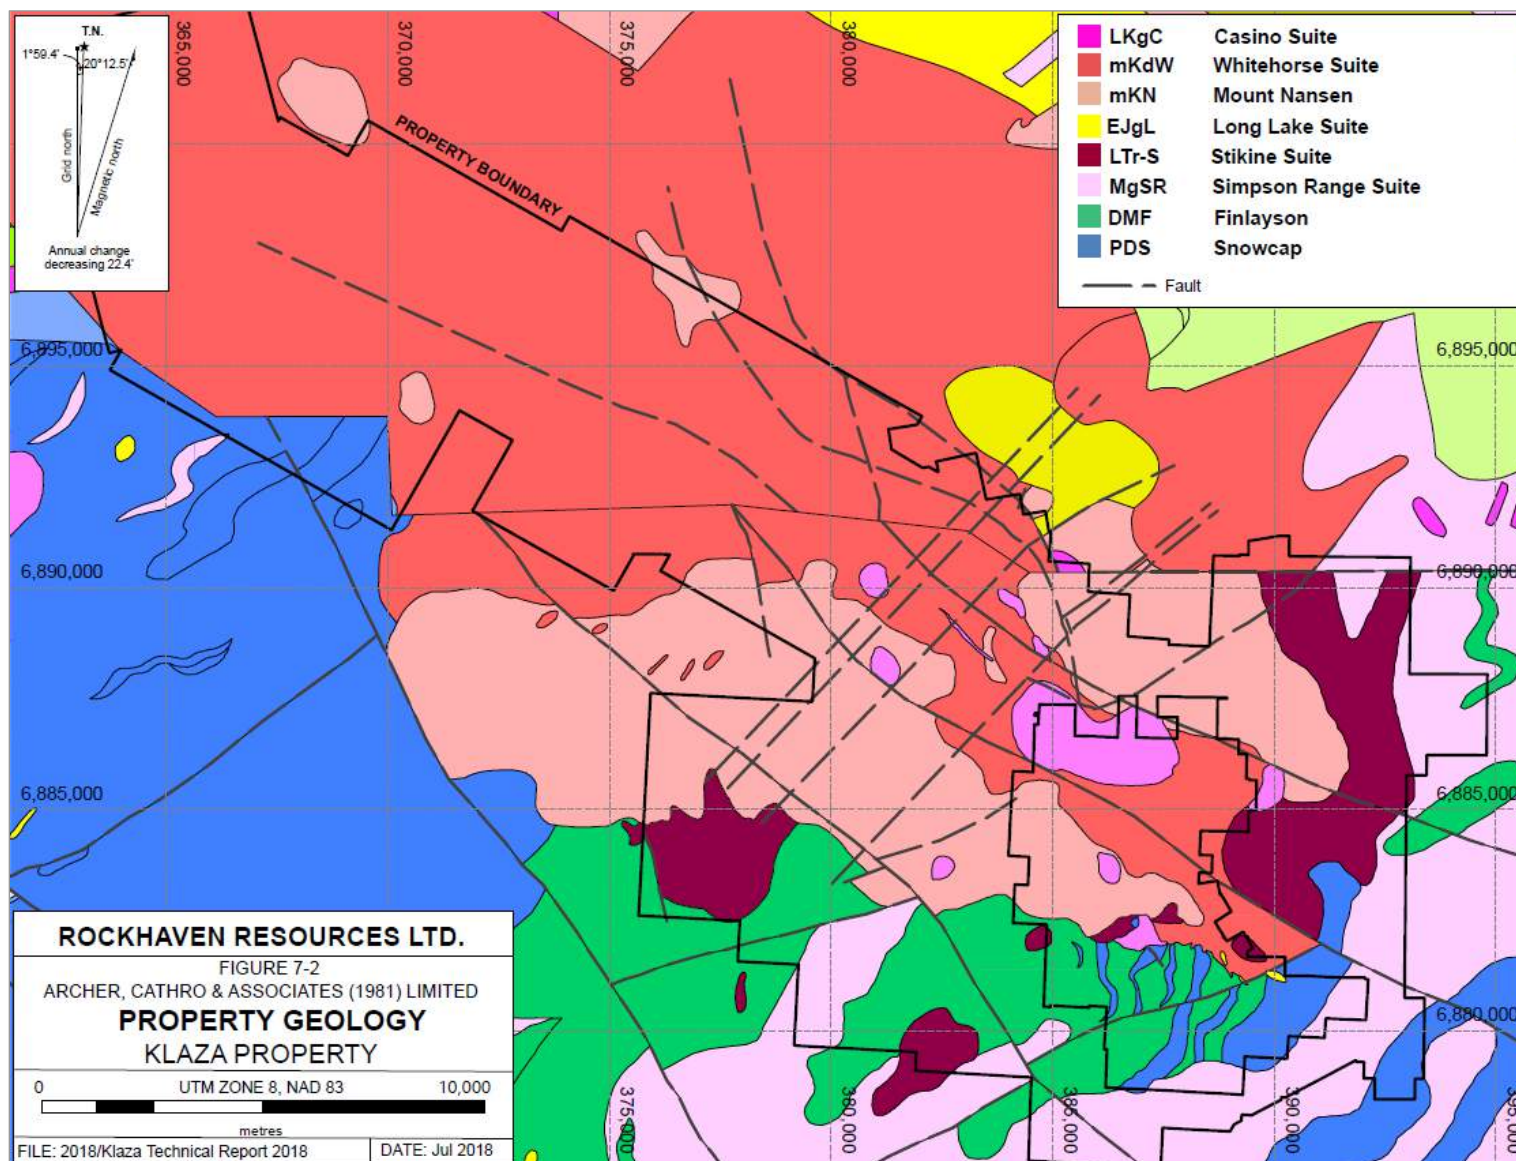 T.N.
1°59.4'
20°12.5'
Grid north
Magnetic north
Annual change
decreasing 22.4'
365,000
370,000
375,000
380,000
PROPERTY BOUNDARY
LKgC Casino Suite
mKdW Whitehorse Suite
mKN Mount Nansen
EJgL Long Lake Suite
LTr-S Stikine Suite
MgSR Simpson Range Suite
DMF Finlayson
PDS Snowcap
Fault
6,895,000
6,895,000
6,890,000
6,890,000
6,885,000
6,885,000
6,880,000
375,000
380,000
385,000
390,000
395,000
ROCKHAVEN RESOURCES LTD.
FIGURE 7-2
ARCHER, CATHRO & ASSOCIATES (1981) LIMITED
PROPERTY GEOLOGY
KLAZA PROPERTY
0 UTM ZONE 8, NAD 83 10,000
metres
FILE: 2018/Klaza Technical Report 2018 DATE: Jul 2018